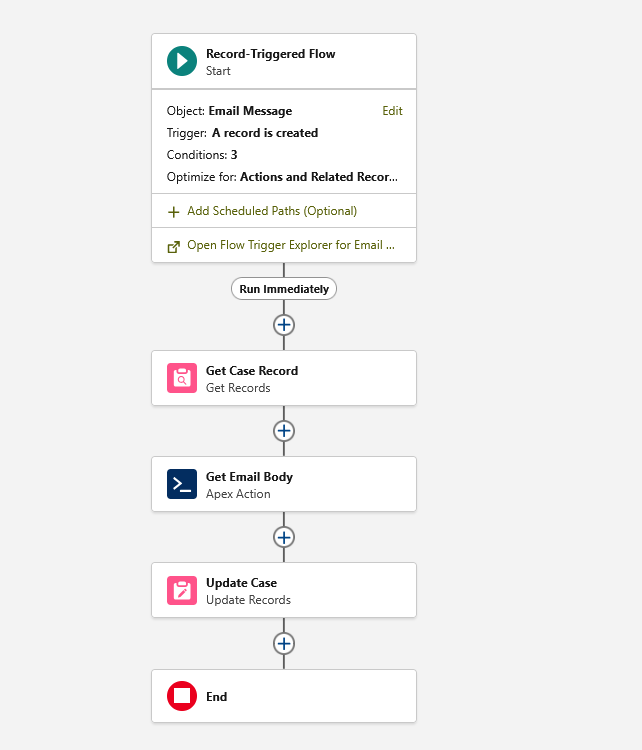 Record-Triggered Flow
Start
Object: Email Message Edit
Trigger: A record is created
Conditions: 3
Optimize for: Actions and Related Recor...
Add Scheduled Paths (Optional)
Open Flow Trigger Explorer for Email ...
Run Immediately
Get Case Record
Get Records
Get Email Body
Apex Action
Update Case
Update Records
End